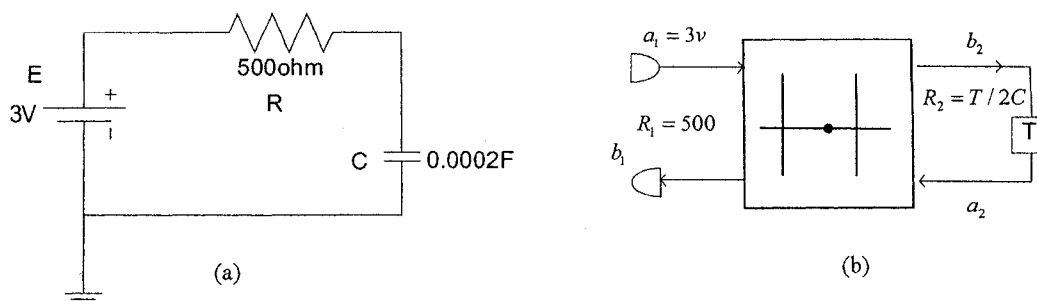 E
3V
+
-
500ohm
R
C
0.0002F
(a)
a₁ = 3v
R₁ = 500
b₁
b₂
R₂ = T / 2C
T
a₂
(b)